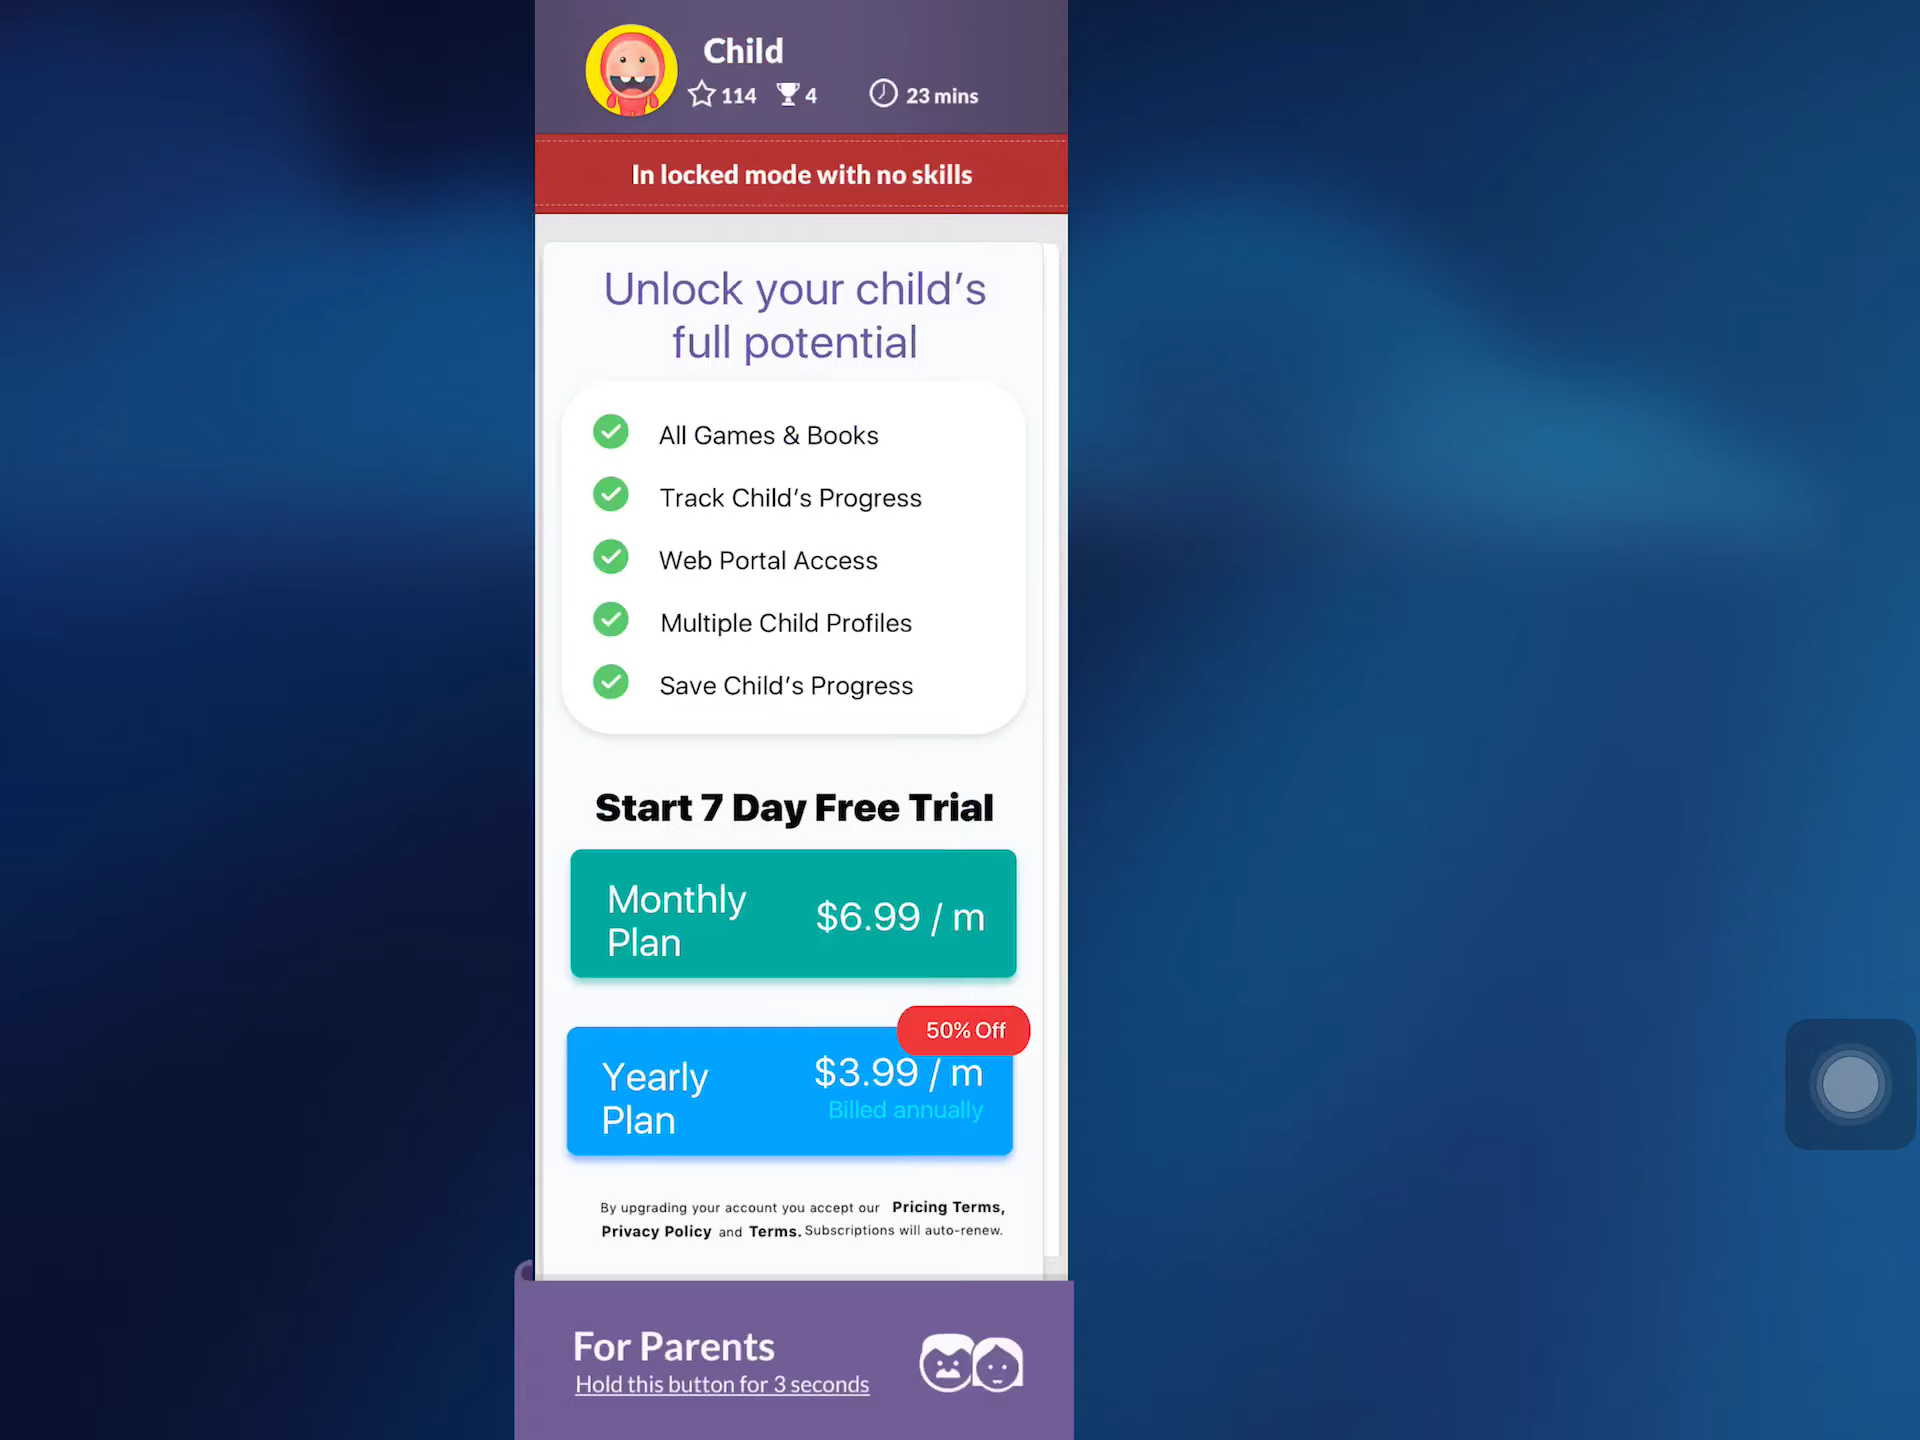 Child
114 4 23 mins
In locked mode with no skills
Unlock your child's
full potential
All Games & Books
Track Child's Progress
Web Portal Access
Multiple Child Profiles
Save Child's Progress
Start 7 Day Free Trial
Monthly
Plan
$6.99 / m
50% Off
Yearly
Plan
$3.99 / m
Billed annually
By upgrading your account you accept our Pricing Terms,
Privacy Policy and Terms. Subscriptions will auto-renew.
For Parents
Hold this button for 3 seconds